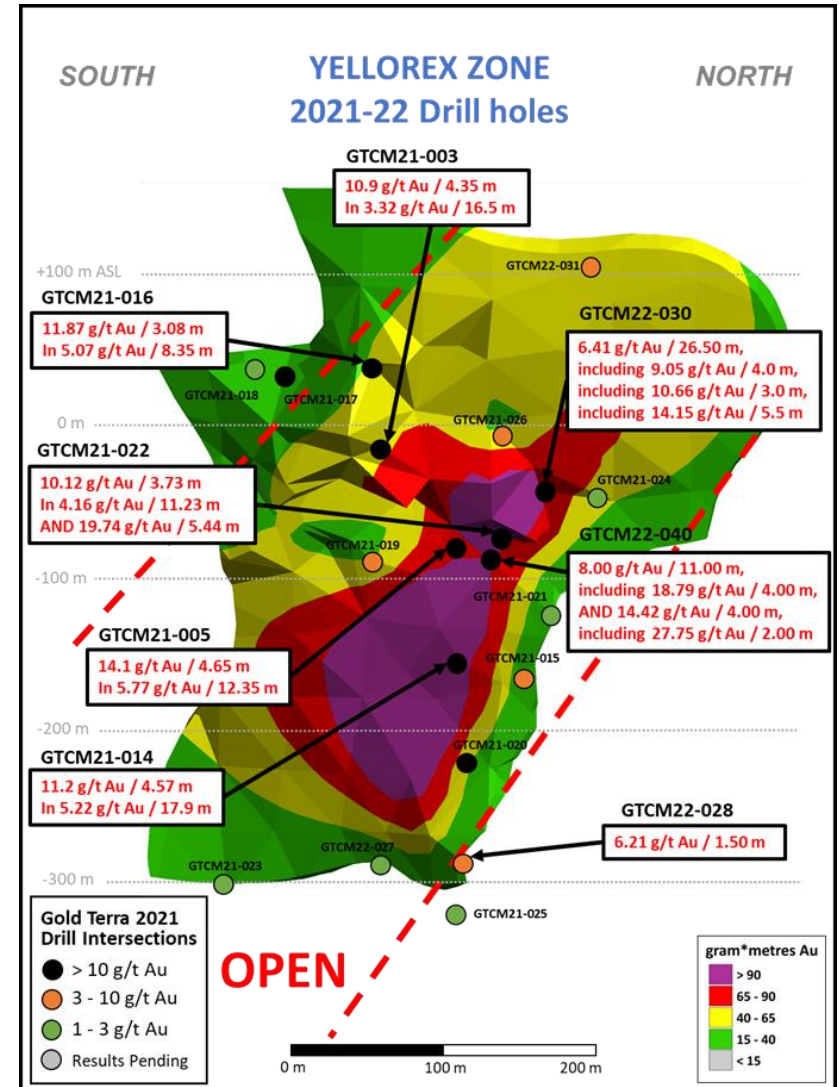 SOUTH
YELLOREX ZONE
2021-22 Drill holes
NORTH
GTCM21-003
10.9 g/t Au / 4.35 m
In 3.32 g/t Au / 16.5 m
+100 m ASL
GTCM22-031
GTCM21-016
11.87 g/t Au / 3.08 m
In 5.07 g/t Au / 8.35 m
GTCM22-030
6.41 g/t Au / 26.50 m,
including 9.05 g/t Au / 4.0 m,
including 10.66 g/t Au / 3.0 m,
including 14.15 g/t Au / 5.5 m
GTCM21-018
GTCM21-017
0 m
GTCM21-026
GTCM21-022
10.12 g/t Au / 3.73 m
In 4.16 g/t Au / 11.23 m
AND 19.74 g/t Au / 5.44 m
GTCM21-024
GTCM21-019
GTCM22-040
8.00 g/t Au / 11.00 m,
including 18.79 g/t Au / 4.00 m,
AND 14.42 g/t Au / 4.00 m,
including 27.75 g/t Au / 2.00 m
-100 m
GTCM21-021
GTCM21-005
14.1 g/t Au / 4.65 m
In 5.77 g/t Au / 12.35 m
GTCM21-015
-200 m
GTCM21-020
GTCM21-014
11.2 g/t Au / 4.57 m
In 5.22 g/t Au / 17.9 m
GTCM22-028
6.21 g/t Au / 1.50 m
GTCM22-027
GTCM21-023
-300 m
GTCM21-025
Gold Terra 2021
Drill Intersections
> 10 g/t Au
3 - 10 g/t Au
1 - 3 g/t Au
Results Pending
OPEN
gram*metres Au
> 90
65 - 90
40 - 65
15 - 40
< 15
0 m
100 m
200 m